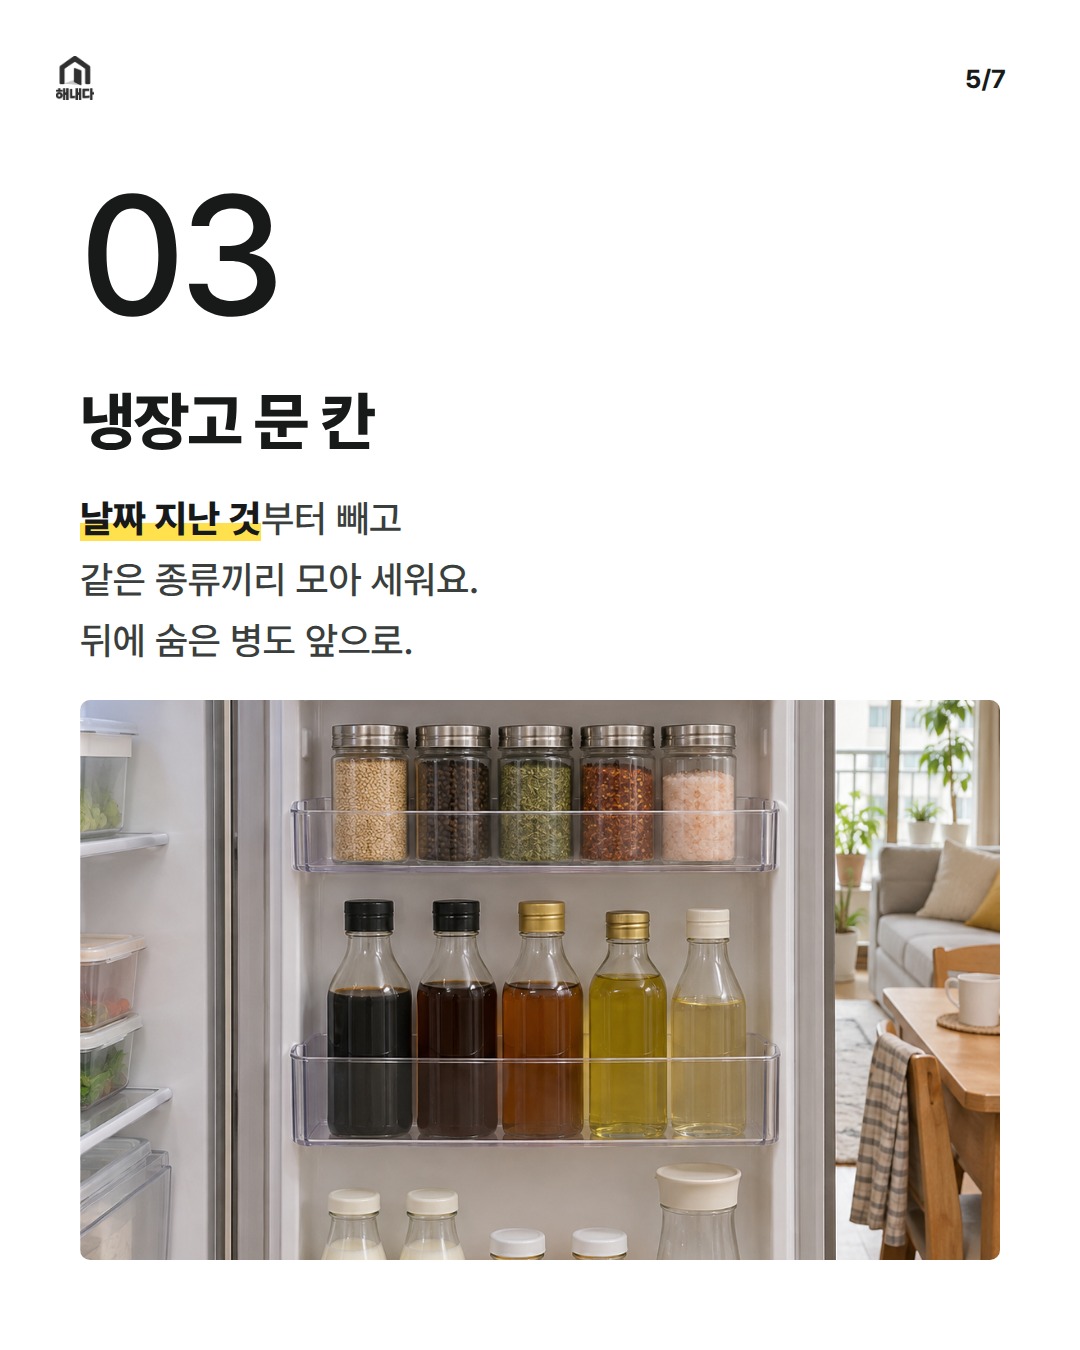 해내다
5/7
03
냉장고 문 칸
날짜 지난 것부터 빼고
같은 종류끼리 모아 세워요.
뒤에 숨은 병도 앞으로.